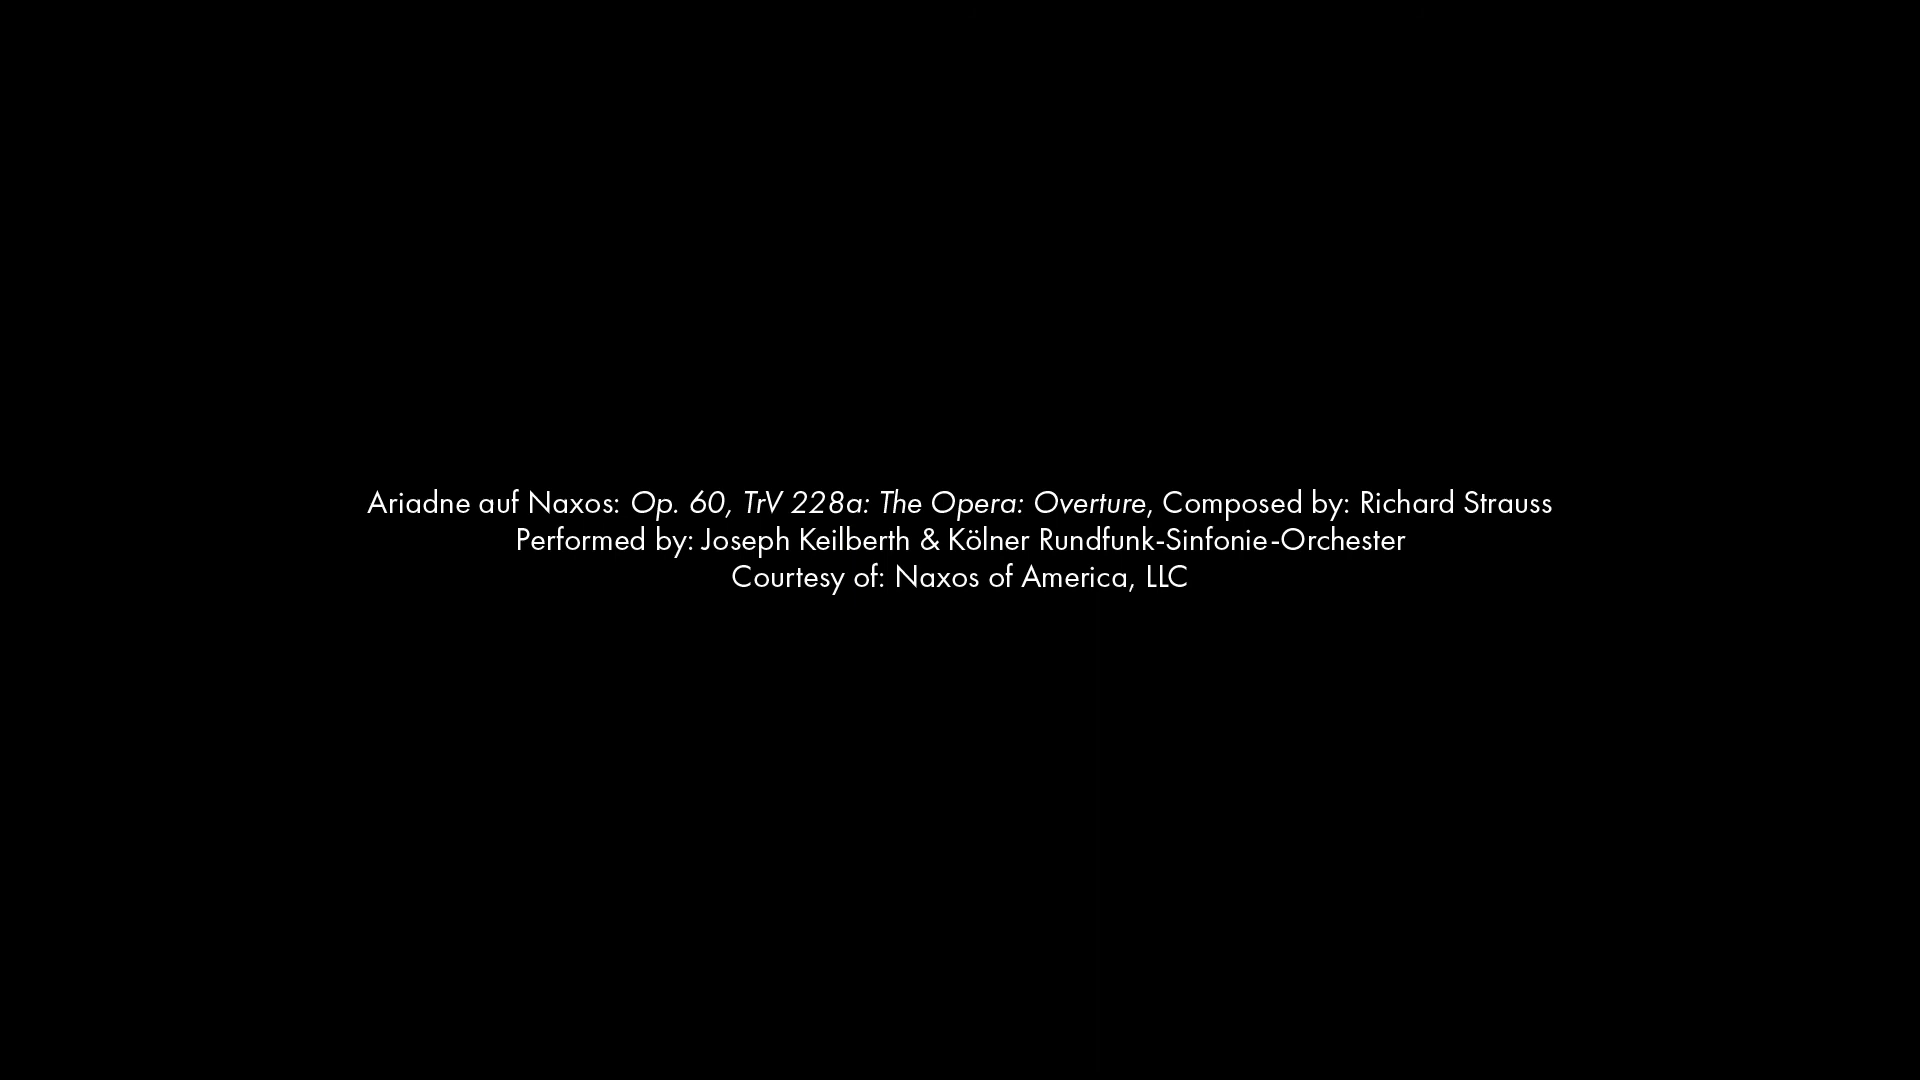 Ariadne auf Naxos: Op. 60, TrV 228a: The Opera: Overture, Composed by: Richard Strauss
Performed by: Joseph Keilberth & Kölner Rundfunk-Sinfonie-Orchester
Courtesy of: Naxos of America, LLC